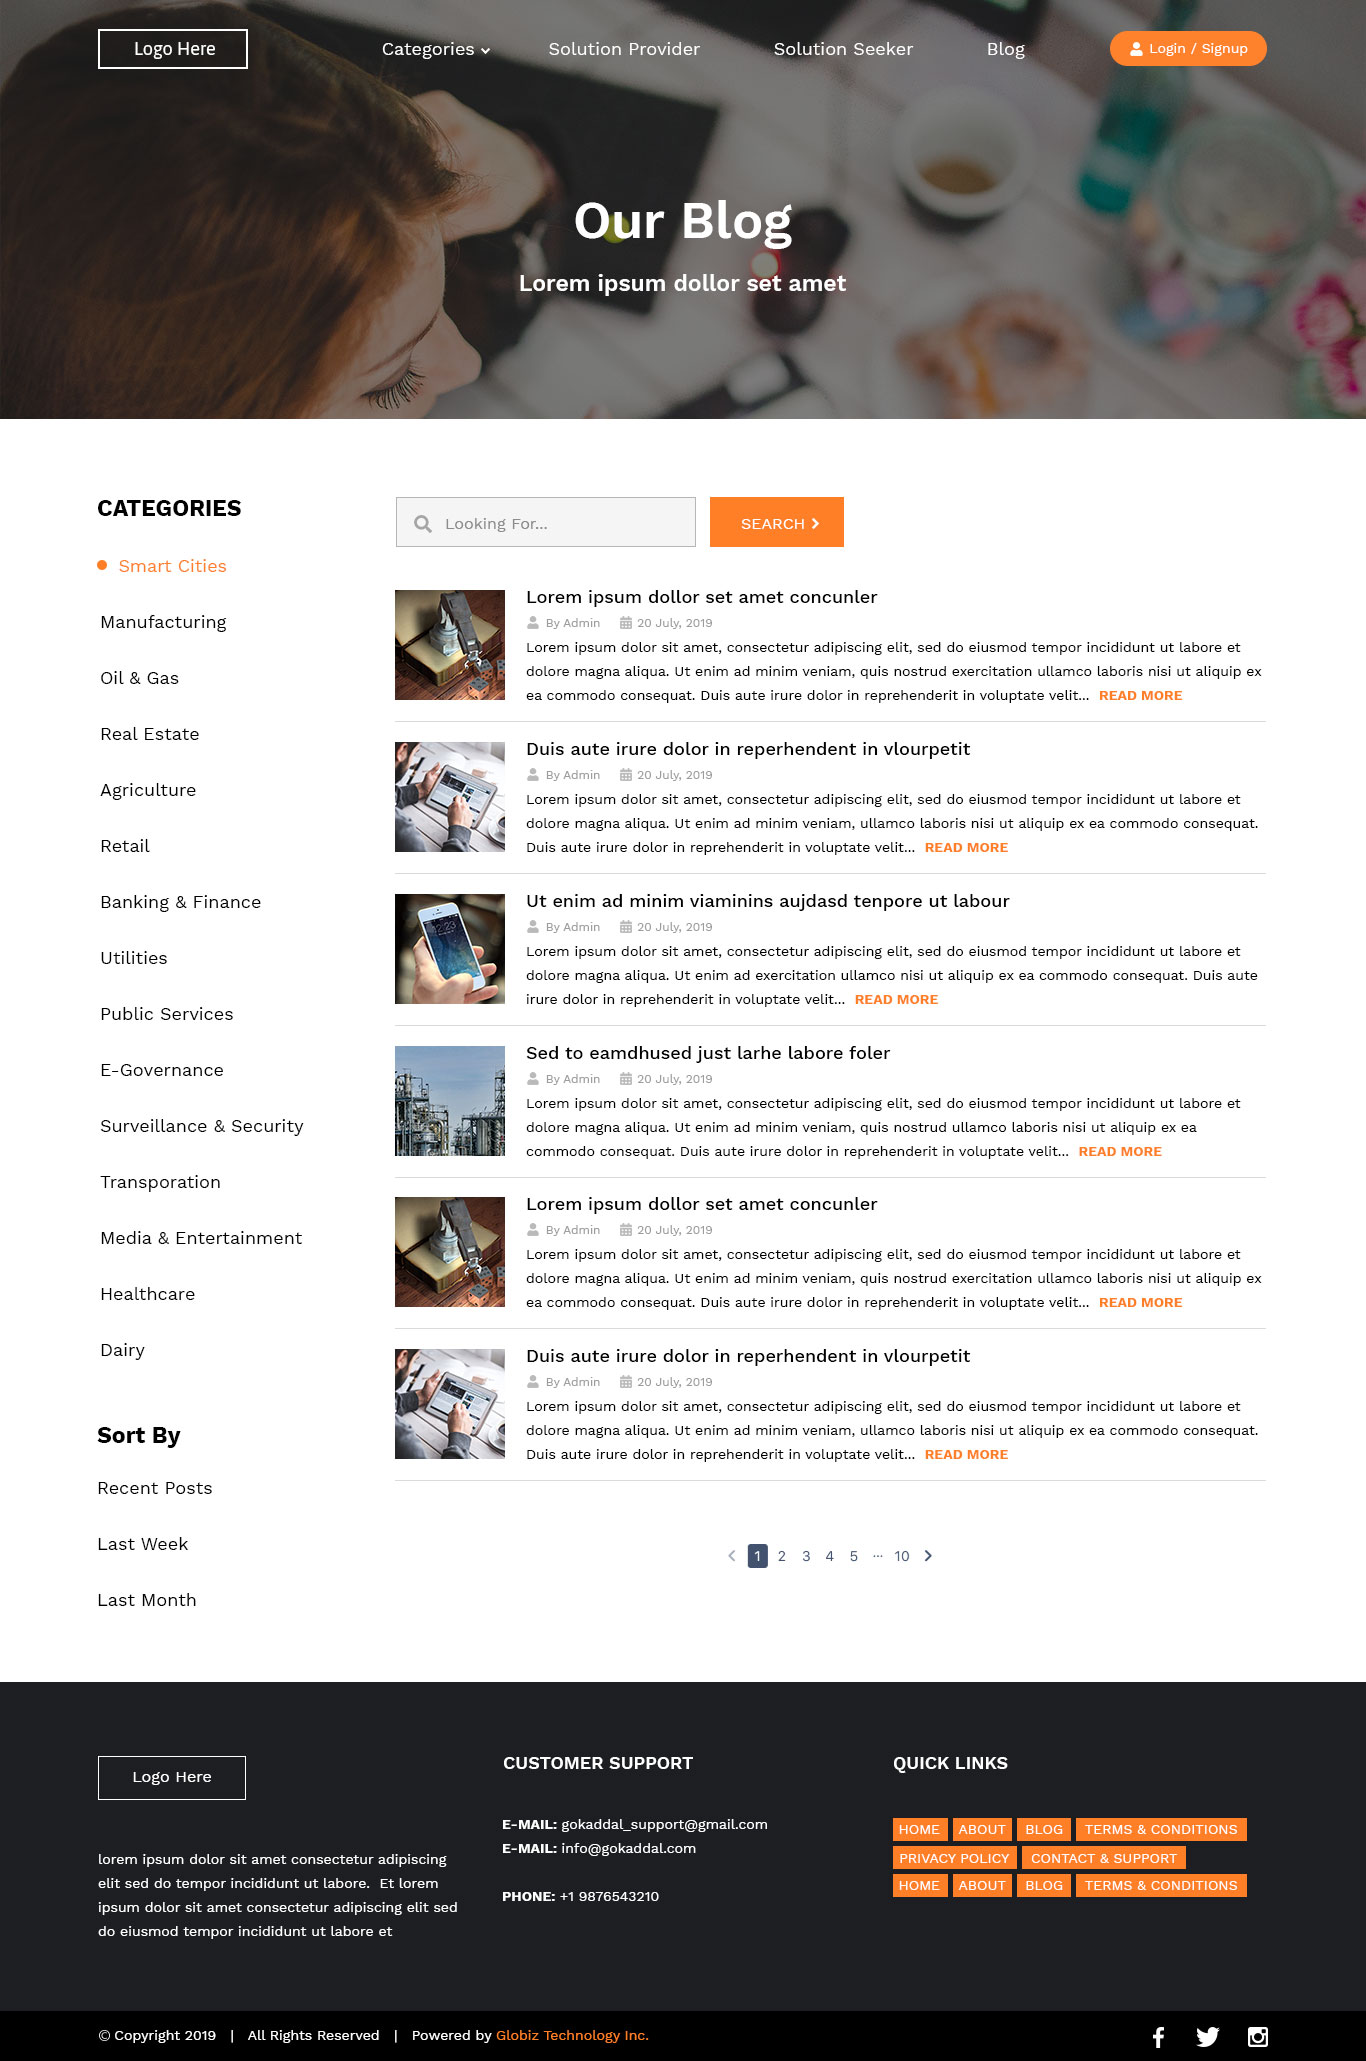 Logo Here
Categories
Solution Provider
Solution Seeker
Blog
Login / Signup
Our Blog
Lorem ipsum dollor set amet
CATEGORIES
Smart Cities
Manufacturing
Oil & Gas
Real Estate
Agriculture
Retail
Banking & Finance
Utilities
Public Services
E-Governance
Surveillance & Security
Transporation
Media & Entertainment
Healthcare
Dairy
Sort By
Recent Posts
Last Week
Last Month
Looking For...
SEARCH
Lorem ipsum dollor set amet concunler
By Admin 20 July, 2019
Lorem ipsum dolor sit amet, consectetur adipiscing elit, sed do eiusmod tempor incididunt ut labore et
dolore magna aliqua. Ut enim ad minim veniam, quis nostrud exercitation ullamco laboris nisi ut aliquip ex
ea commodo consequat. Duis aute irure dolor in reprehenderit in voluptate velit... READ MORE
Duis aute irure dolor in reperhendent in vlourpetit
By Admin 20 July, 2019
Lorem ipsum dolor sit amet, consectetur adipiscing elit, sed do eiusmod tempor incididunt ut labore et
dolore magna aliqua. Ut enim ad minim veniam, ullamco laboris nisi ut aliquip ex ea commodo consequat.
Duis aute irure dolor in reprehenderit in voluptate velit... READ MORE
Ut enim ad minim viaminins aujdasd tenpore ut labour
By Admin 20 July, 2019
Lorem ipsum dolor sit amet, consectetur adipiscing elit, sed do eiusmod tempor incididunt ut labore et
dolore magna aliqua. Ut enim ad exercitation ullamco nisi ut aliquip ex ea commodo consequat. Duis aute
irure dolor in reprehenderit in voluptate velit... READ MORE
Sed to eamdhused just larhe labore foler
By Admin 20 July, 2019
Lorem ipsum dolor sit amet, consectetur adipiscing elit, sed do eiusmod tempor incididunt ut labore et
dolore magna aliqua. Ut enim ad minim veniam, quis nostrud ullamco laboris nisi ut aliquip ex ea
commodo consequat. Duis aute irure dolor in reprehenderit in voluptate velit... READ MORE
Lorem ipsum dollor set amet concunler
By Admin 20 July, 2019
Lorem ipsum dolor sit amet, consectetur adipiscing elit, sed do eiusmod tempor incididunt ut labore et
dolore magna aliqua. Ut enim ad minim veniam, quis nostrud exercitation ullamco laboris nisi ut aliquip ex
ea commodo consequat. Duis aute irure dolor in reprehenderit in voluptate velit... READ MORE
Duis aute irure dolor in reperhendent in vlourpetit
By Admin 20 July, 2019
Lorem ipsum dolor sit amet, consectetur adipiscing elit, sed do eiusmod tempor incididunt ut labore et
dolore magna aliqua. Ut enim ad minim veniam, ullamco laboris nisi ut aliquip ex ea commodo consequat.
Duis aute irure dolor in reprehenderit in voluptate velit... READ MORE
1 2 3 4 5 ... 10
Logo Here
lorem ipsum dolor sit amet consectetur adipiscing
elit sed do tempor incididunt ut labore. Et lorem
ipsum dolor sit amet consectetur adipiscing elit sed
do eiusmod tempor incididunt ut labore et
CUSTOMER SUPPORT
E-MAIL: gokaddal_support@gmail.com
E-MAIL: info@gokaddal.com
PHONE: +1 9876543210
QUICK LINKS
HOME ABOUT BLOG TERMS & CONDITIONS
PRIVACY POLICY CONTACT & SUPPORT
HOME ABOUT BLOG TERMS & CONDITIONS
© Copyright 2019 | All Rights Reserved | Powered by Globiz Technology Inc.